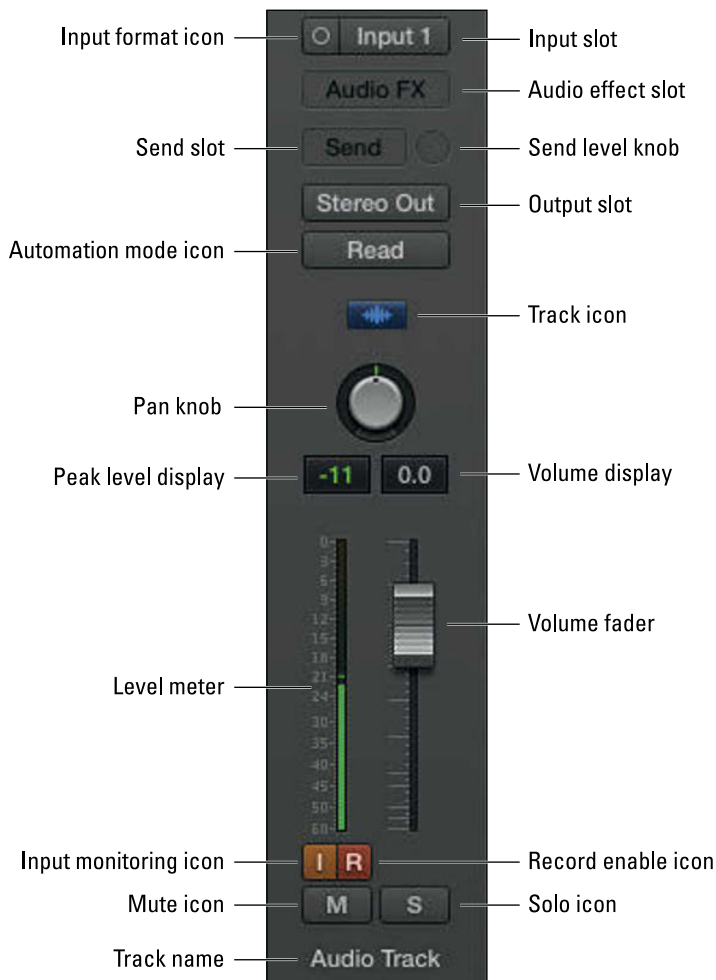 Input format icon
Input 1
Input slot
Audio FX
Audio effect slot
Send slot
Send
Send level knob
Stereo Out
Output slot
Automation mode icon
Read
Track icon
Pan knob
Peak level display
-11
0.0
Volume display
0
3
6
9
12
15
18
21
24
30
35
40
45
50
60
Volume fader
Level meter
Input monitoring icon
I
R
Record enable icon
Mute icon
M
S
Solo icon
Track name
Audio Track